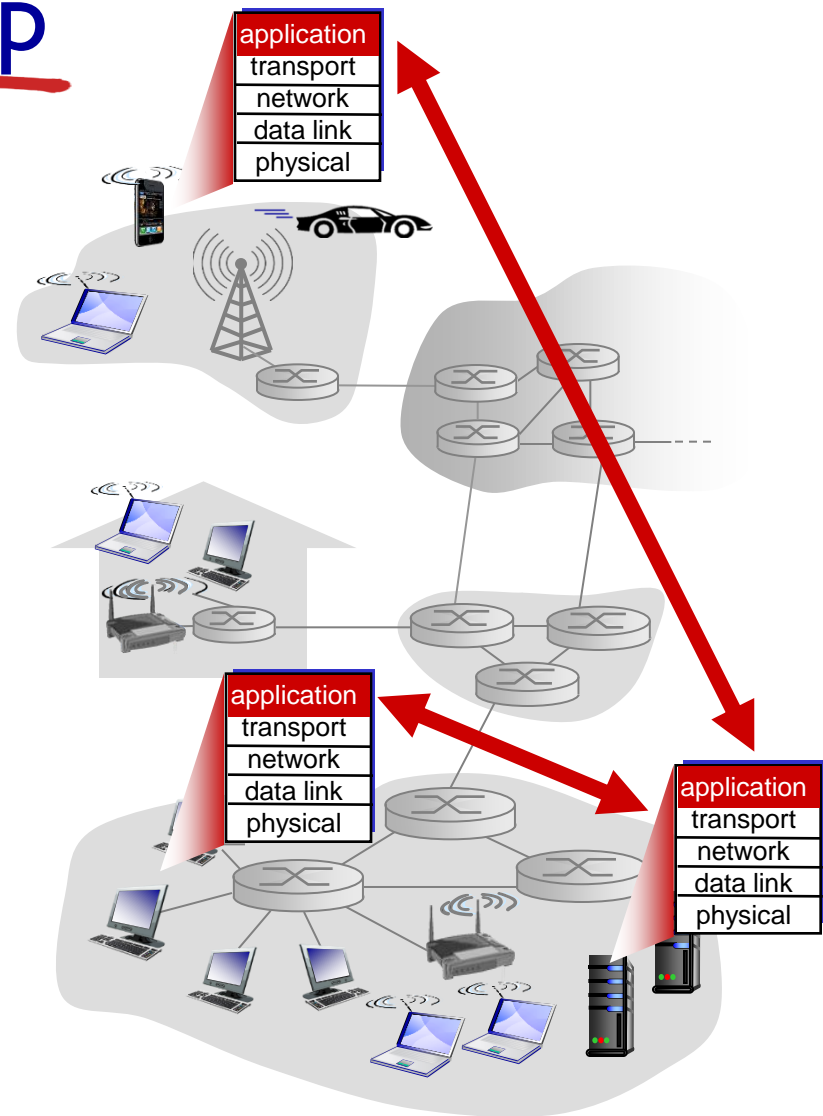 p
application
transport
network
data link
physical
application
transport
network
data link
physical
application
transport
network
data link
physical